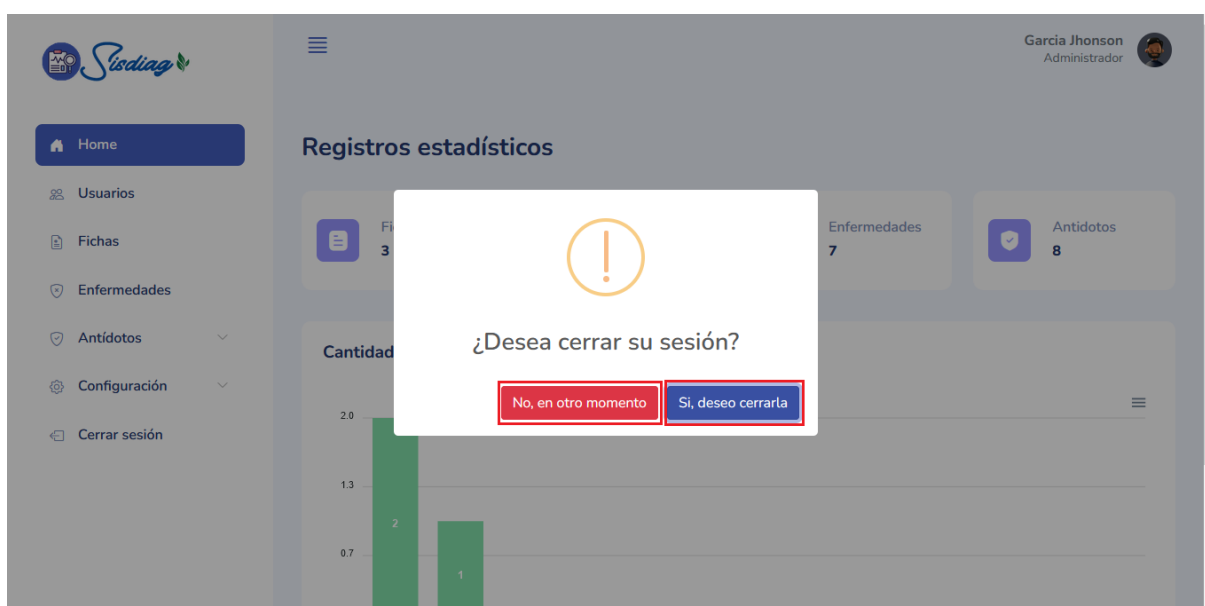 Sisdiag
Garcia Jhonson
Administrador
Home
Usuarios
Fichas
Enfermedades
Antídotos
Configuración
Cerrar sesión
Registros estadísticos
Fi
3
Enfermedades
7
Antidotos
8
¿Desea cerrar su sesión?
No, en otro momento
Si, deseo cerrarla
Cantidad
2.0
1.3
0.7
2
1